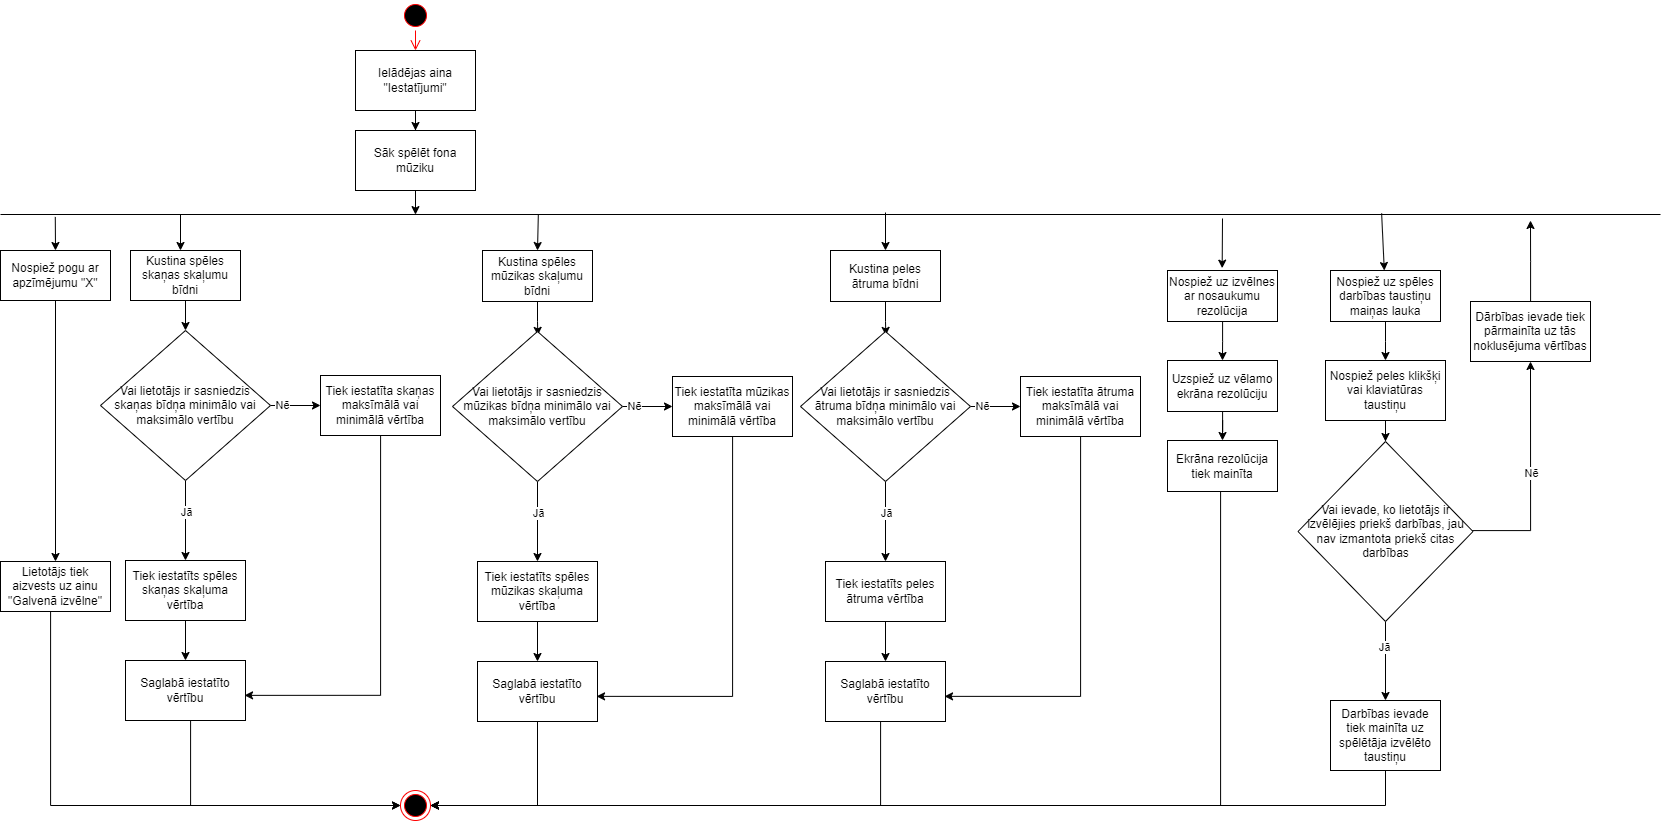 Ielādējas aina
"Iestatījumi"
Sāk spēlēt fona
mūziku
Nospiež pogu ar
apzīmējumu "X"
Lietotājs tiek
aizvests uz ainu
"Galvenā izvēlne"
Kustina spēles
skaņas skaļumu
bīdni
Vai lietotājs ir sasniedzis
skaņas bīdņa minimālo vai
maksimālo vertību
Nē
Tiek iestatīta skaņas
maksīmālā vai
minimālā vērtība
Jā
Tiek iestatīts spēles
skaņas skaļuma
vērtība
Saglabā iestatīto
vērtību
Kustina spēles
mūzikas skaļumu
bīdni
Vai lietotājs ir sasniedzis
mūzikas bīdņa minimālo vai
maksimālo vertību
Nē
Tiek iestatīta mūzikas
maksīmālā vai
minimālā vērtība
Jā
Tiek iestatīts spēles
mūzikas skaļuma
vērtība
Saglabā iestatīto
vērtību
Kustina peles
ātruma bīdni
Vai lietotājs ir sasniedzis
ātruma bīdņa minimālo vai
maksimālo vertību
Nē
Tiek iestatīta ātruma
maksīmālā vai
minimālā vērtība
Jā
Tiek iestatīts peles
ātruma vērtība
Saglabā iestatīto
vērtību
Nospiež uz izvēlnes
ar nosaukumu
rezolūcija
Uzspiež uz vēlamo
ekrāna rezolūciju
Ekrāna rezolūcija
tiek mainīta
Nospiež uz spēles
darbības taustiņu
maiņas lauka
Nospiež peles klikšķi
vai klaviatūras
taustiņu
Vai ievade, ko lietotājs ir
izvēlējies priekš darbības, jau
nav izmantota priekš citas
darbības
Nē
Dārbības ievade tiek
pārmainīta uz tās
noklusējuma vērtības
Jā
Darbības ievade
tiek mainīta uz
spēlētāja izvēlēto
taustiņu